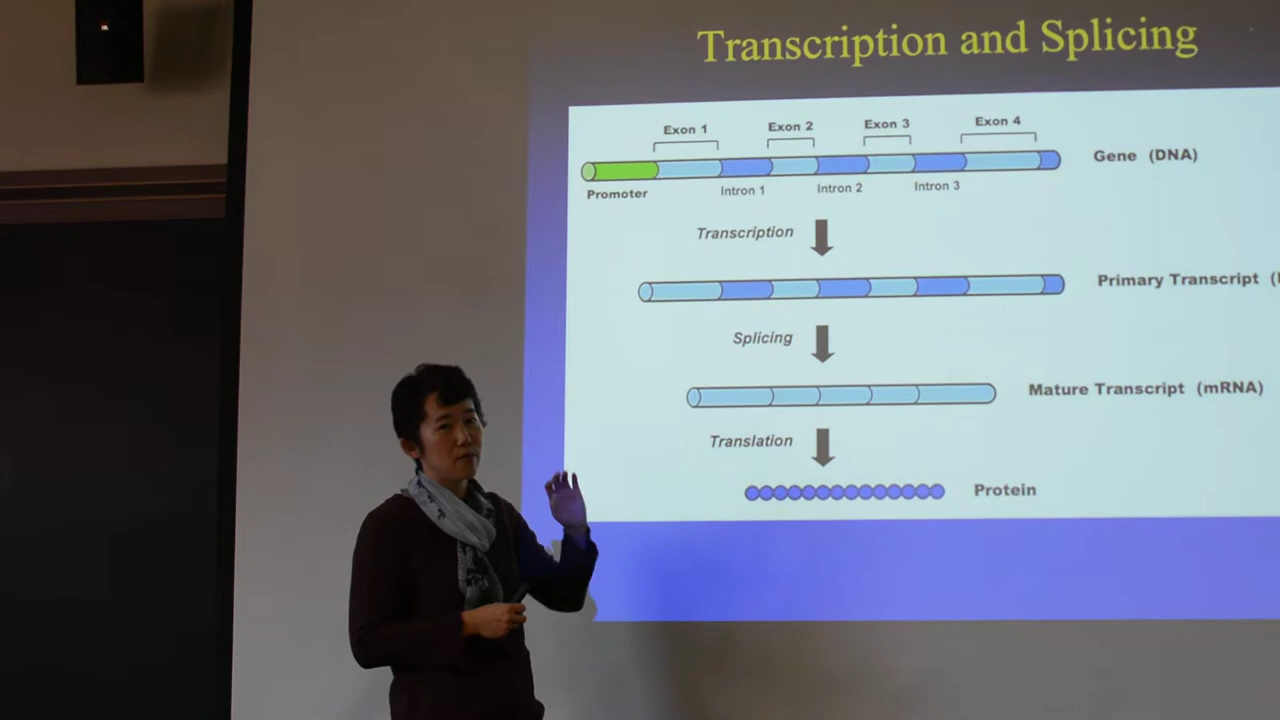 Transcription and Splicing
Exon 1 Exon 2 Exon 3 Exon 4
Gene (DNA)
Promoter Intron 1 Intron 2 Intron 3
Transcription
Primary Transcript
Splicing
Mature Transcript (mRNA)
Translation
Protein